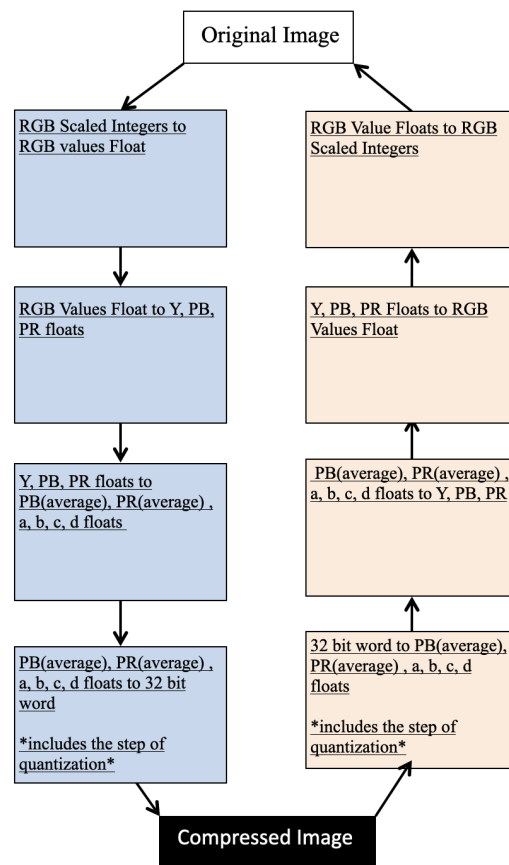 Original Image
RGB Scaled Integers to
RGB values Float
RGB Values Float to Y, PB,
PR floats
Y, PB, PR floats to
PB(average), PR(average) ,
a, b, c, d floats
PB(average), PR(average) ,
a, b, c, d floats to 32 bit
word
*includes the step of
quantization*
Compressed Image
32 bit word to PB(average),
PR(average) , a, b, c, d
floats
*includes the step of
quantization*
PB(average), PR(average) ,
a, b, c, d floats to Y, PB, PR
Y, PB, PR Floats to RGB
Values Float
RGB Value Floats to RGB
Scaled Integers